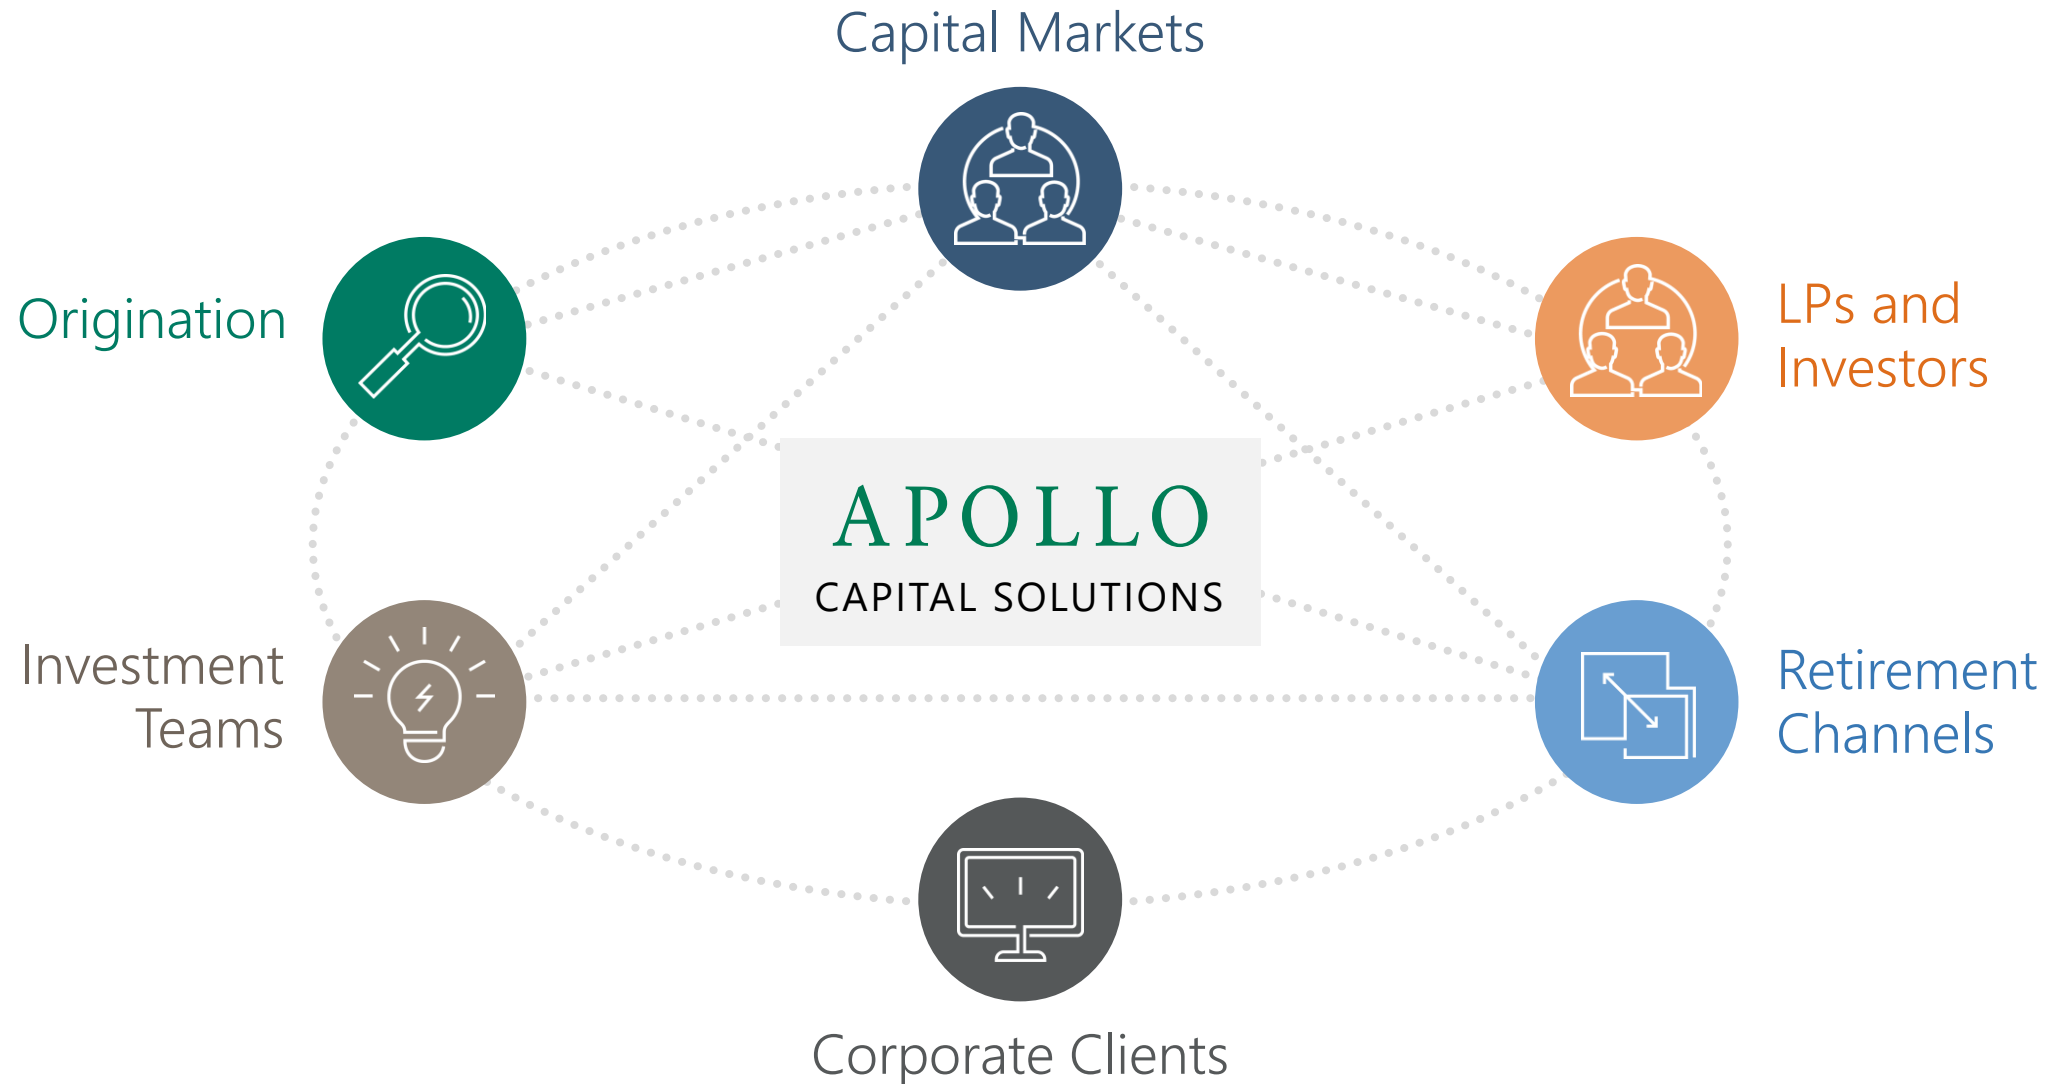 Capital Markets
Origination
LPs and
Investors
APOLLO
CAPITAL SOLUTIONS
Investment
Teams
Retirement
Channels
Corporate Clients